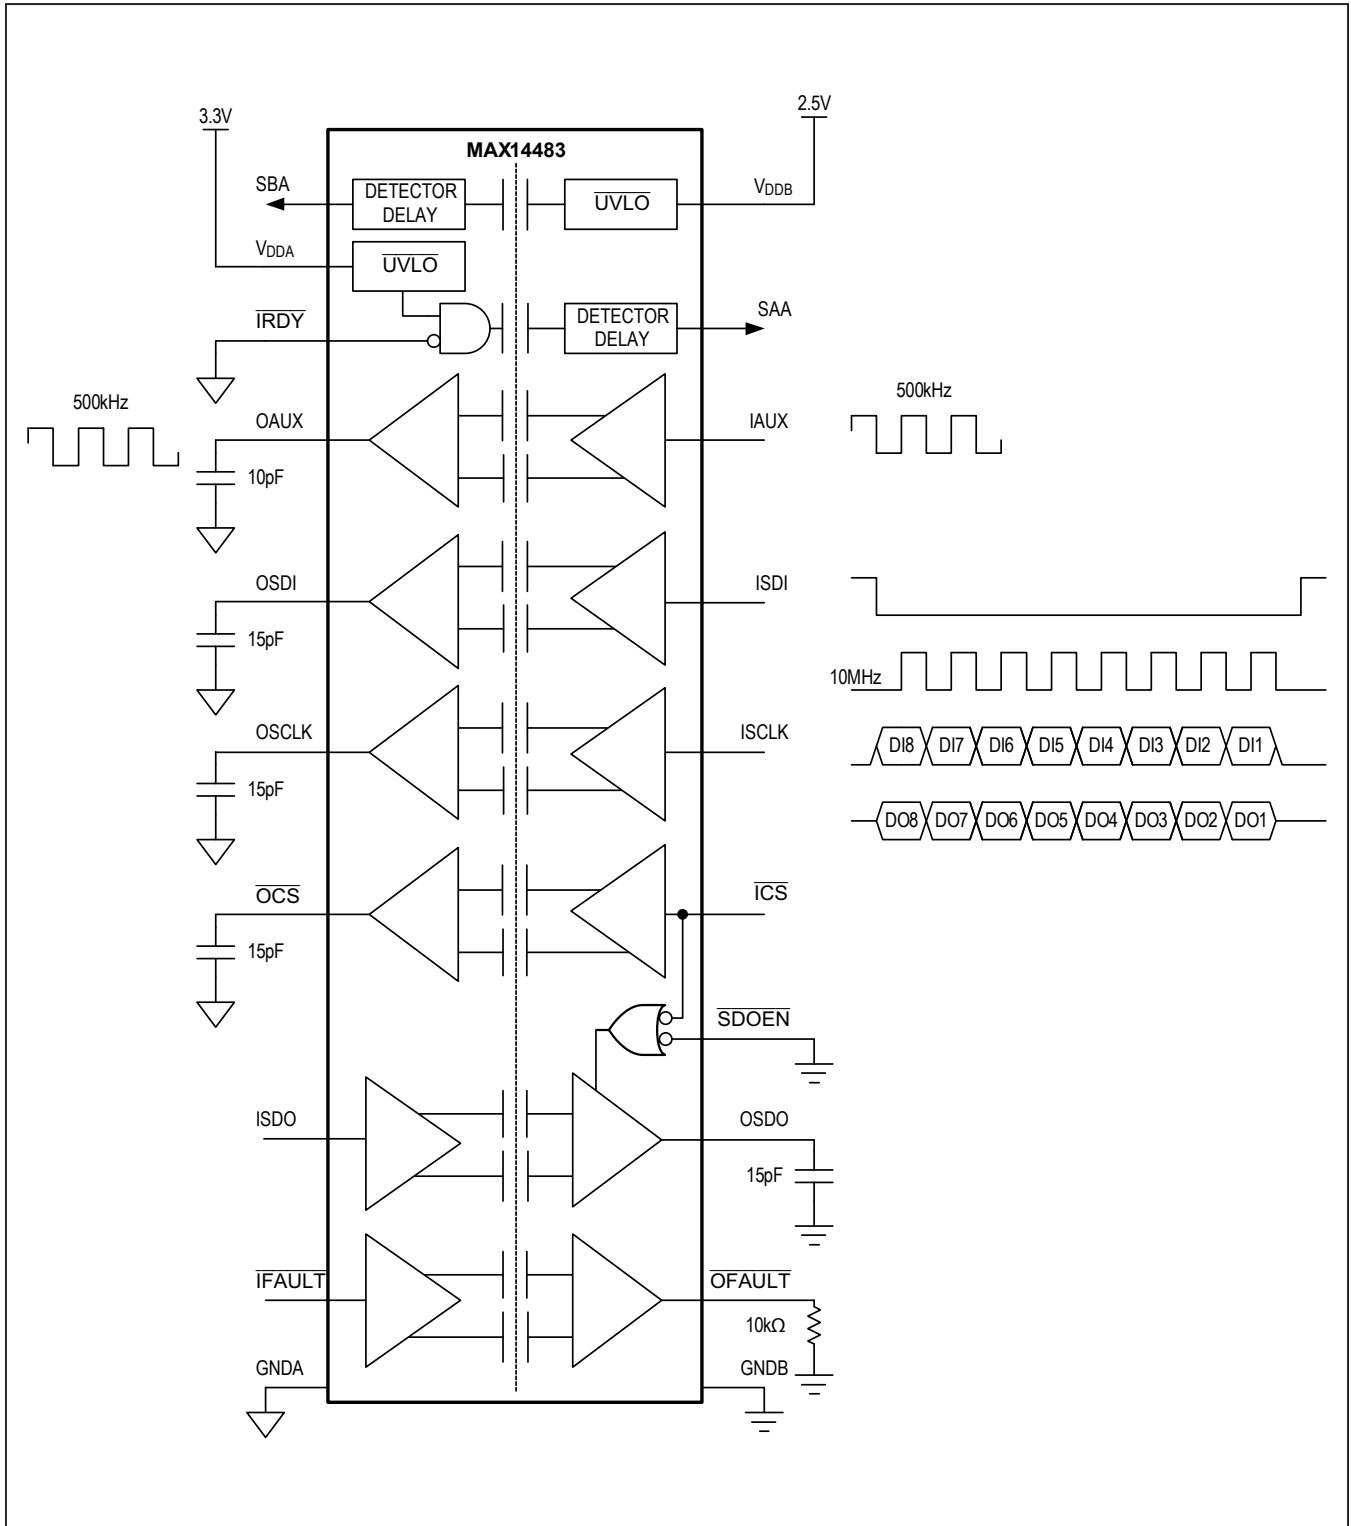 3.3V
2.5V
MAX14483
SBA
DETECTOR
DELAY
UVLO
VDDB
VDDA
UVLO
IRDY
DETECTOR
DELAY
SAA
500kHz
OAUX
IAUX
500kHz
10pF
OSDI
ISDI
15pF
10MHz
OSCLK
ISCLK
15pF
DI8 DI7 DI6 DI5 DI4 DI3 DI2 DI1
DO8 DO7 DO6 DO5 DO4 DO3 DO2 DO1
OCS
ICS
15pF
SDOEN
ISDO
OSDO
15pF
IFAULT
OFAULT
10kΩ
GNDA
GNDB